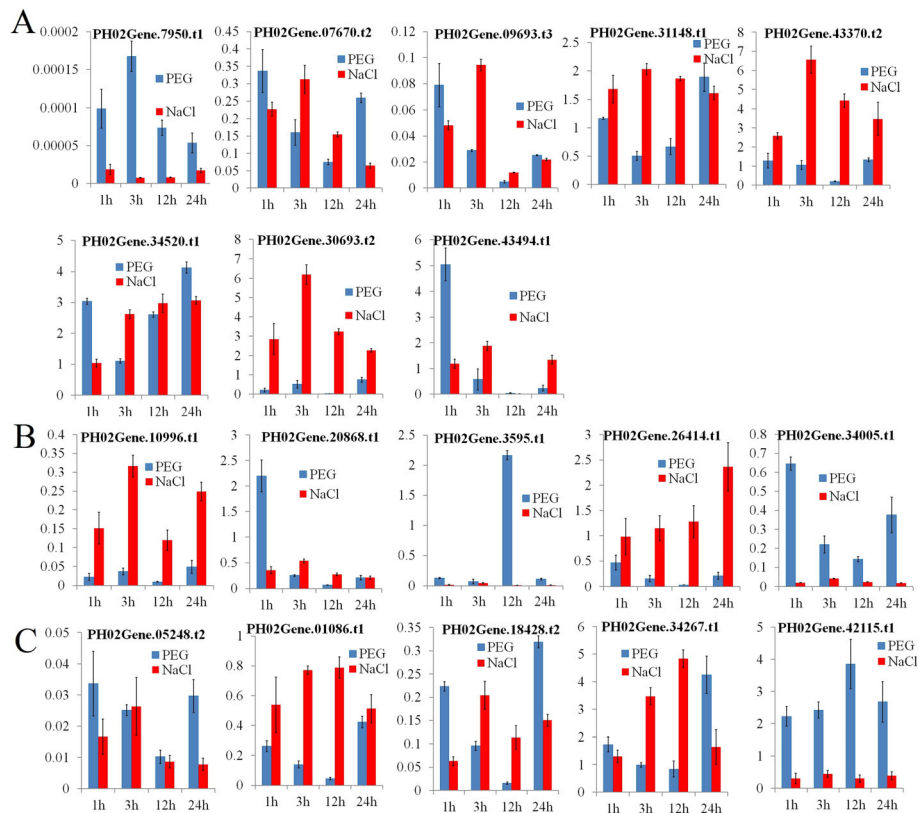 A
PH02Gene.7950.t1
0.0002
0.00015
0.0001
0.00005
0
PEG
NaCl
1h 3h 12h 24h
PH02Gene.07670.t2
0.45
0.4
0.35
0.3
0.25
0.2
0.15
0.1
0.05
0
PEG
NaCl
1h 3h 12h 24h
PH02Gene.09693.t3
0.12
0.1
0.08
0.06
0.04
0.02
0
PEG
NaCl
1h 3h 12h 24h
PH02Gene.31148.t1
2.5
2
1.5
1
0.5
0
PEG
NaCl
1h 3h 12h 24h
PH02Gene.43370.t2
8
7
6
5
4
3
2
1
0
PEG
NaCl
1h 3h 12h 24h
PH02Gene.34520.t1
5
4
3
2
1
0
PEG
NaCl
1h 3h 12h 24h
PH02Gene.30693.t2
8
7
6
5
4
3
2
1
0
PEG
NaCl
1h 3h 12h 24h
PH02Gene.43494.t1
6
5
4
3
2
1
0
PEG
NaCl
1h 3h 12h 24h
B
PH02Gene.10996.t1
0.4
0.35
0.3
0.25
0.2
0.15
0.1
0.05
0
PEG
NaCl
1h 3h 12h 24h
PH02Gene.20868.t1
3
2.5
2
1.5
1
0.5
0
PEG
NaCl
1h 3h 12h 24h
PH02Gene.3595.t1
2.5
2
1.5
1
0.5
0
PEG
NaCl
1h 3h 12h 24h
PH02Gene.26414.t1
3
2.5
2
1.5
1
0.5
0
PEG
NaCl
1h 3h 12h 24h
PH02Gene.34005.t1
0.8
0.7
0.6
0.5
0.4
0.3
0.2
0.1
0
PEG
NaCl
1h 3h 12h 24h
C
PH02Gene.05248.t2
0.05
0.04
0.03
0.02
0.01
0
PEG
NaCl
1h 3h 12h 24h
PH02Gene.01086.t1
1
0.8
0.6
0.4
0.2
0
PEG
NaCl
1h 3h 12h 24h
PH02Gene.18428.t2
0.35
0.3
0.25
0.2
0.15
0.1
0.05
0
PEG
NaCl
1h 3h 12h 24h
PH02Gene.34267.t1
6
5
4
3
2
1
0
PEG
NaCl
1h 3h 12h 24h
PH02Gene.42115.t1
5
4
3
2
1
0
PEG
NaCl
1h 3h 12h 24h